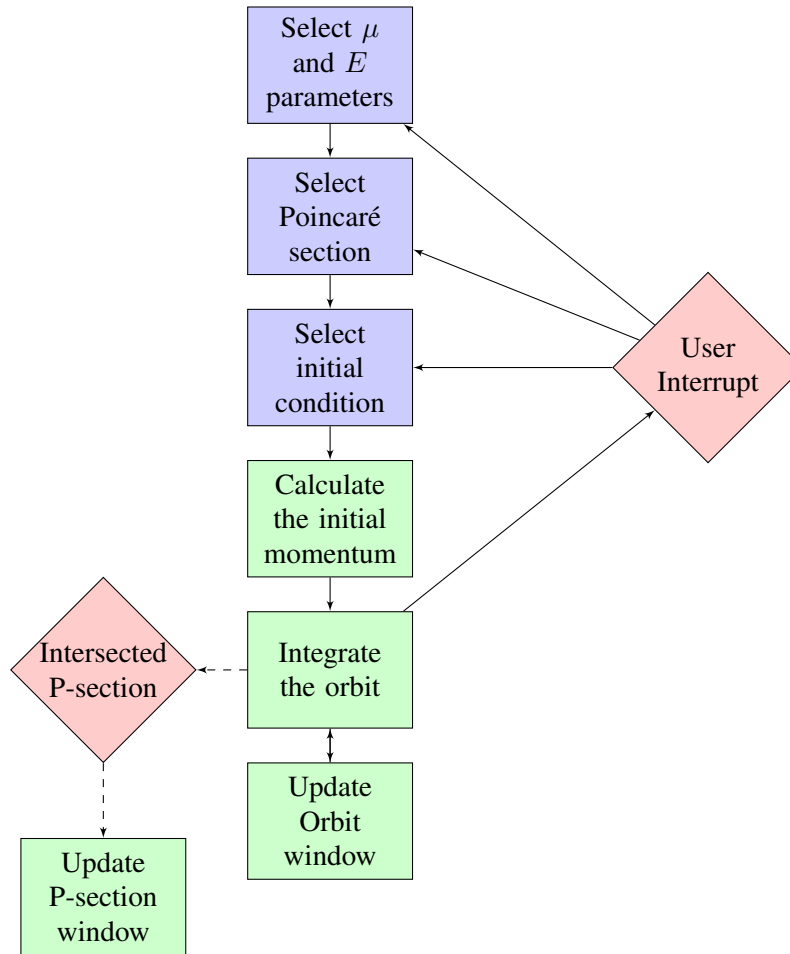 Select μ
and E
parameters
Select
Poincaré
section
Select
initial
condition
User
Interrupt
Calculate
the initial
momentum
Intersected
P-section
Integrate
the orbit
Update
Orbit
window
Update
P-section
window